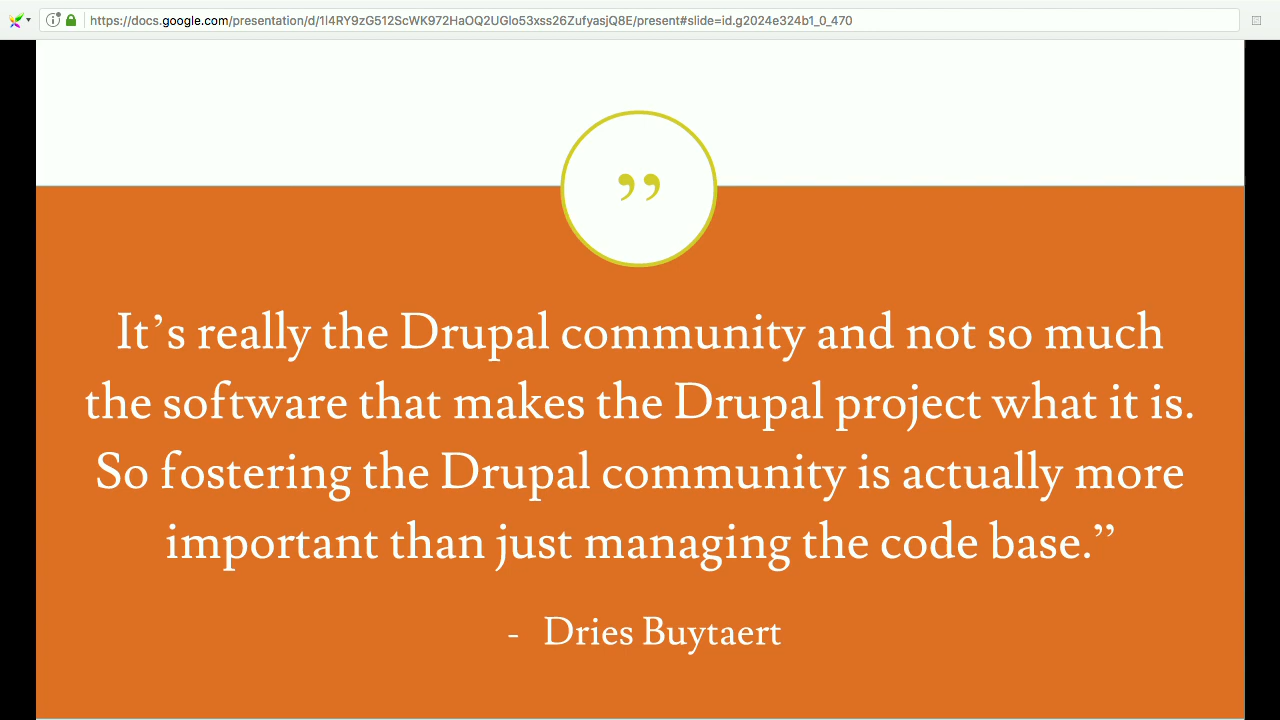 https://docs.google.com/presentation/d/1l4RY9zG512ScWK972HaOQ2UGlo53xss26ZufyasjQ8E/present#slide=id.g2024e324b1_0_470
”
It’s really the Drupal community and not so much
the software that makes the Drupal project what it is.
So fostering the Drupal community is actually more
important than just managing the code base.”
- Dries Buytaert